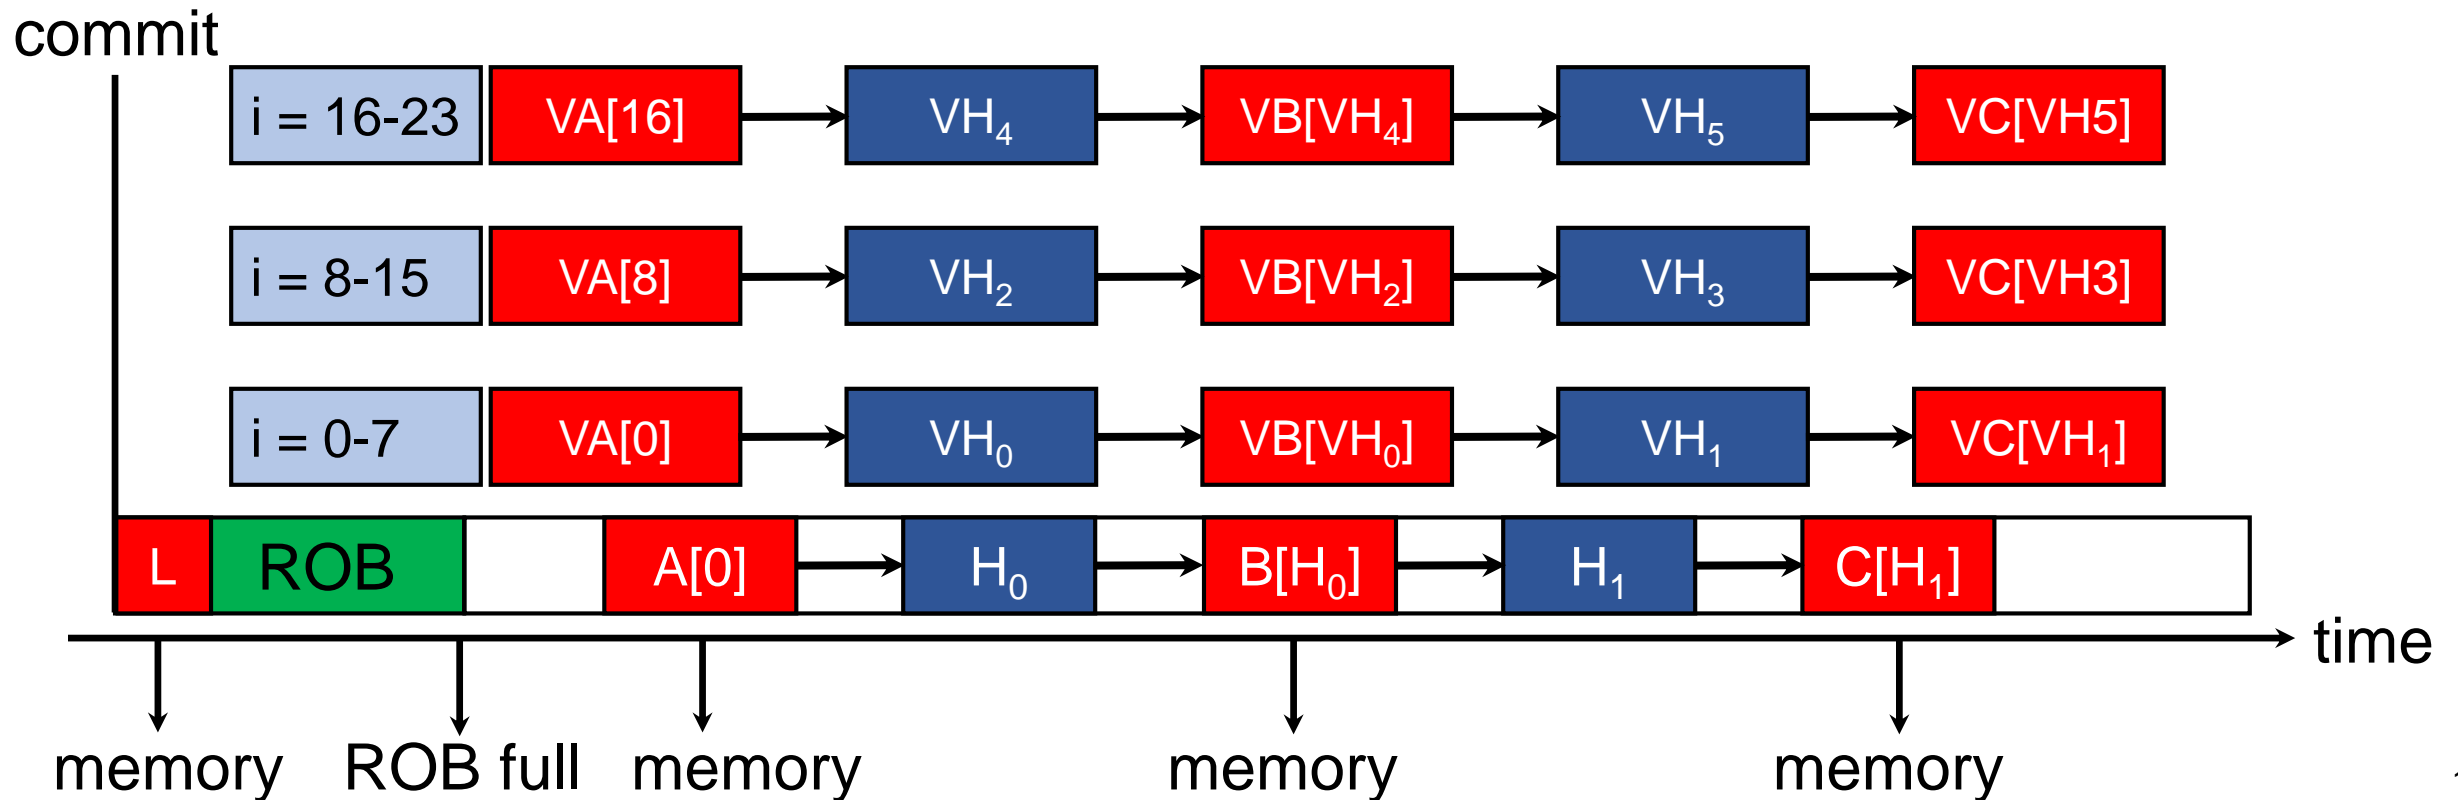 commit
i = 16-23 VA[16] VH₄ VB[VH₄] VH₅ VC[VH5]
i = 8-15 VA[8] VH₂ VB[VH₂] VH₃ VC[VH3]
i = 0-7 VA[0] VH₀ VB[VH₀] VH₁ VC[VH₁]
L ROB A[0] H₀ B[H₀] H₁ C[H₁]
time
memory ROB full memory memory memory